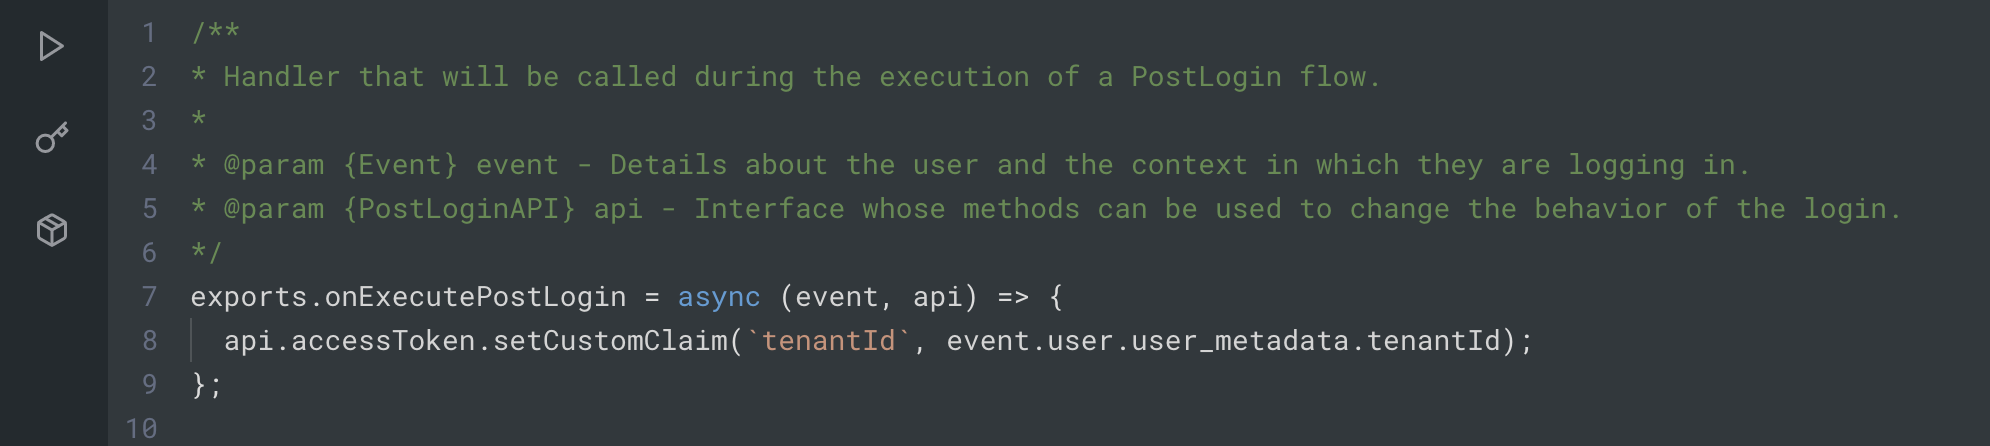 1 /**
2 * Handler that will be called during the execution of a PostLogin flow.
3 *
4 * @param {Event} event - Details about the user and the context in which they are logging in.
5 * @param {PostLoginAPI} api - Interface whose methods can be used to change the behavior of the login.
6 */
7 exports.onExecutePostLogin = async (event, api) => {
8   api.accessToken.setCustomClaim(`tenantId`, event.user.user_metadata.tenantId);
9 };
10